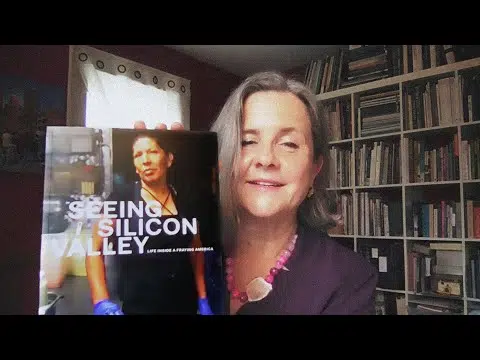 SEEING
SILICON
VALLEY
LIFE INSIDE A FRAYING AMERICA